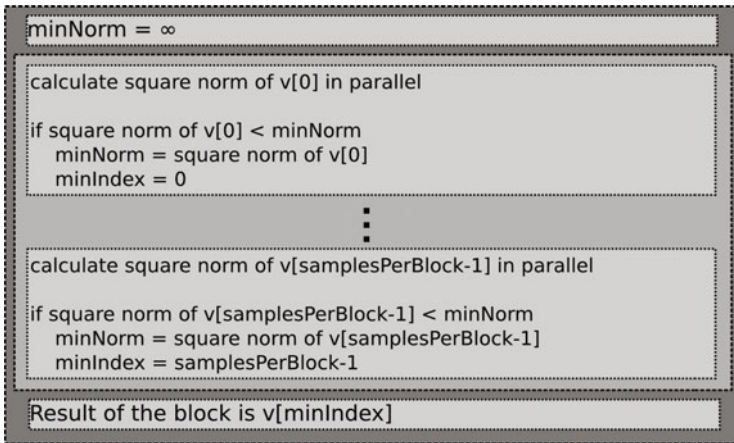 minNorm = ∞
calculate square norm of v[0] in parallel
if square norm of v[0] < minNorm
minNorm = square norm of v[0]
minIndex = 0
calculate square norm of v[samplesPerBlock-1] in parallel
if square norm of v[samplesPerBlock-1] < minNorm
minNorm = square norm of v[samplesPerBlock-1]
minIndex = samplesPerBlock-1
Result of the block is v[minIndex]